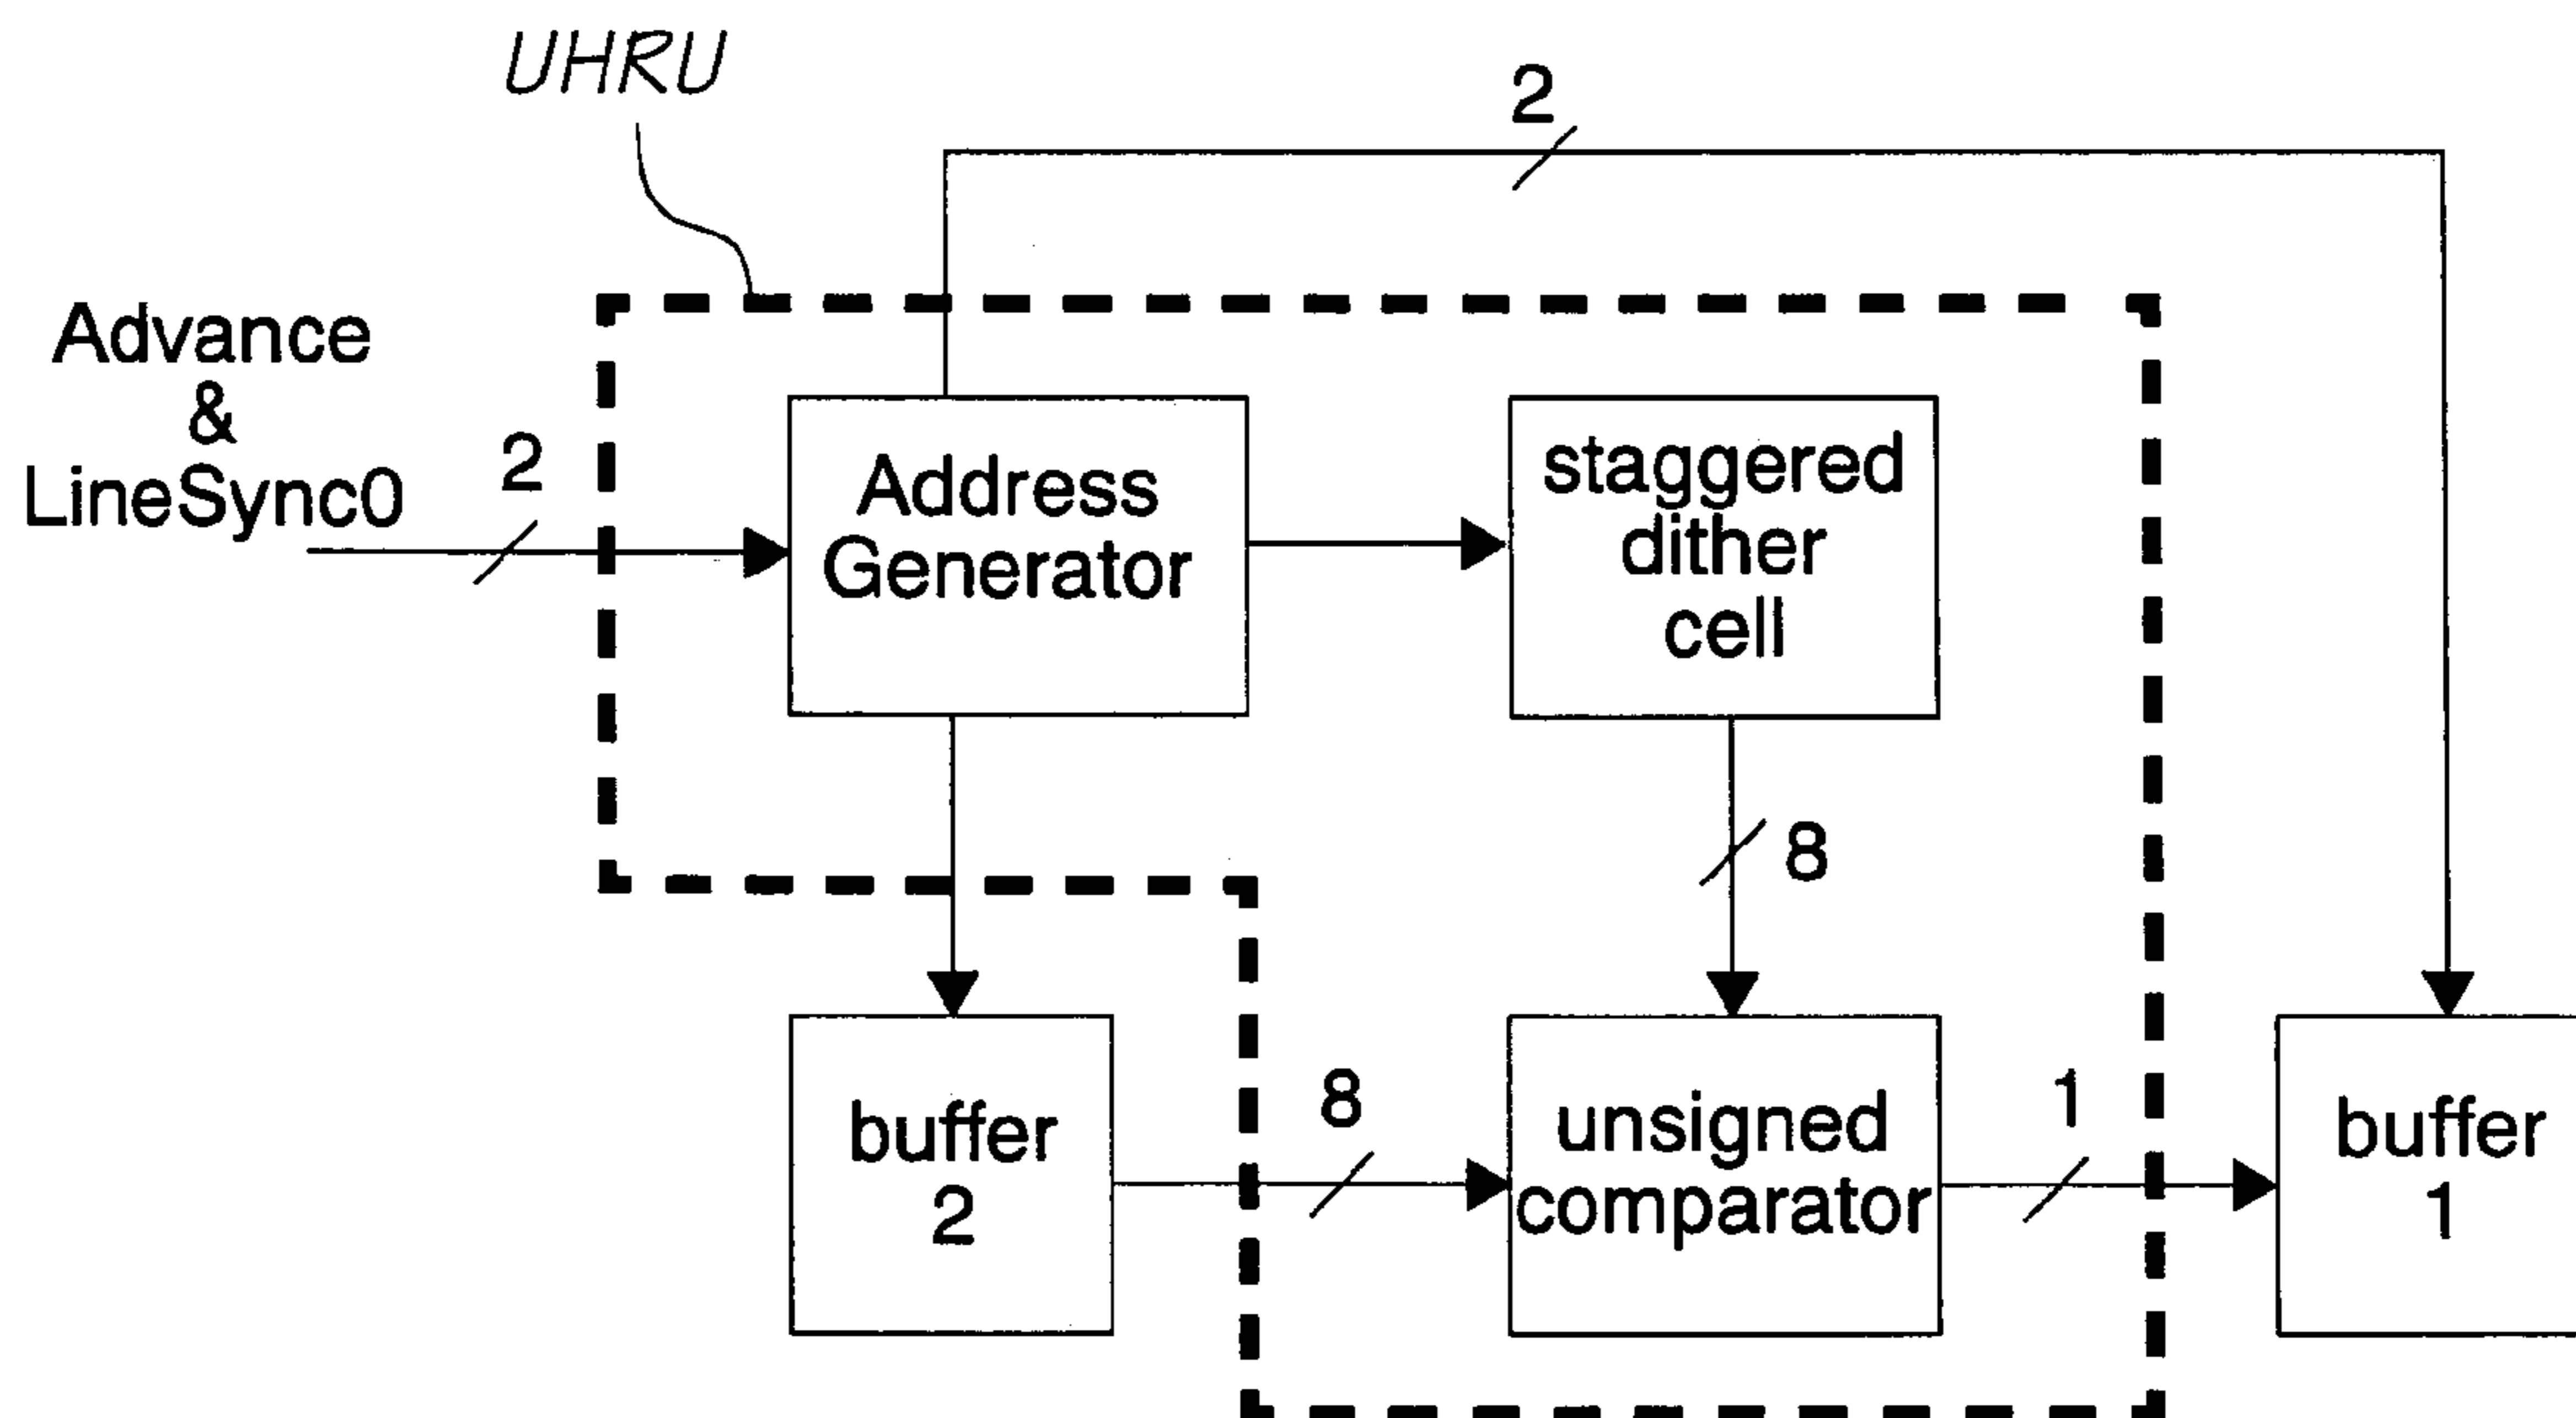 UHRU
2
Advance
&
LineSync0
2
Address
Generator
staggered
dither
cell
8
buffer
2
8
unsigned
comparator
1
buffer
1